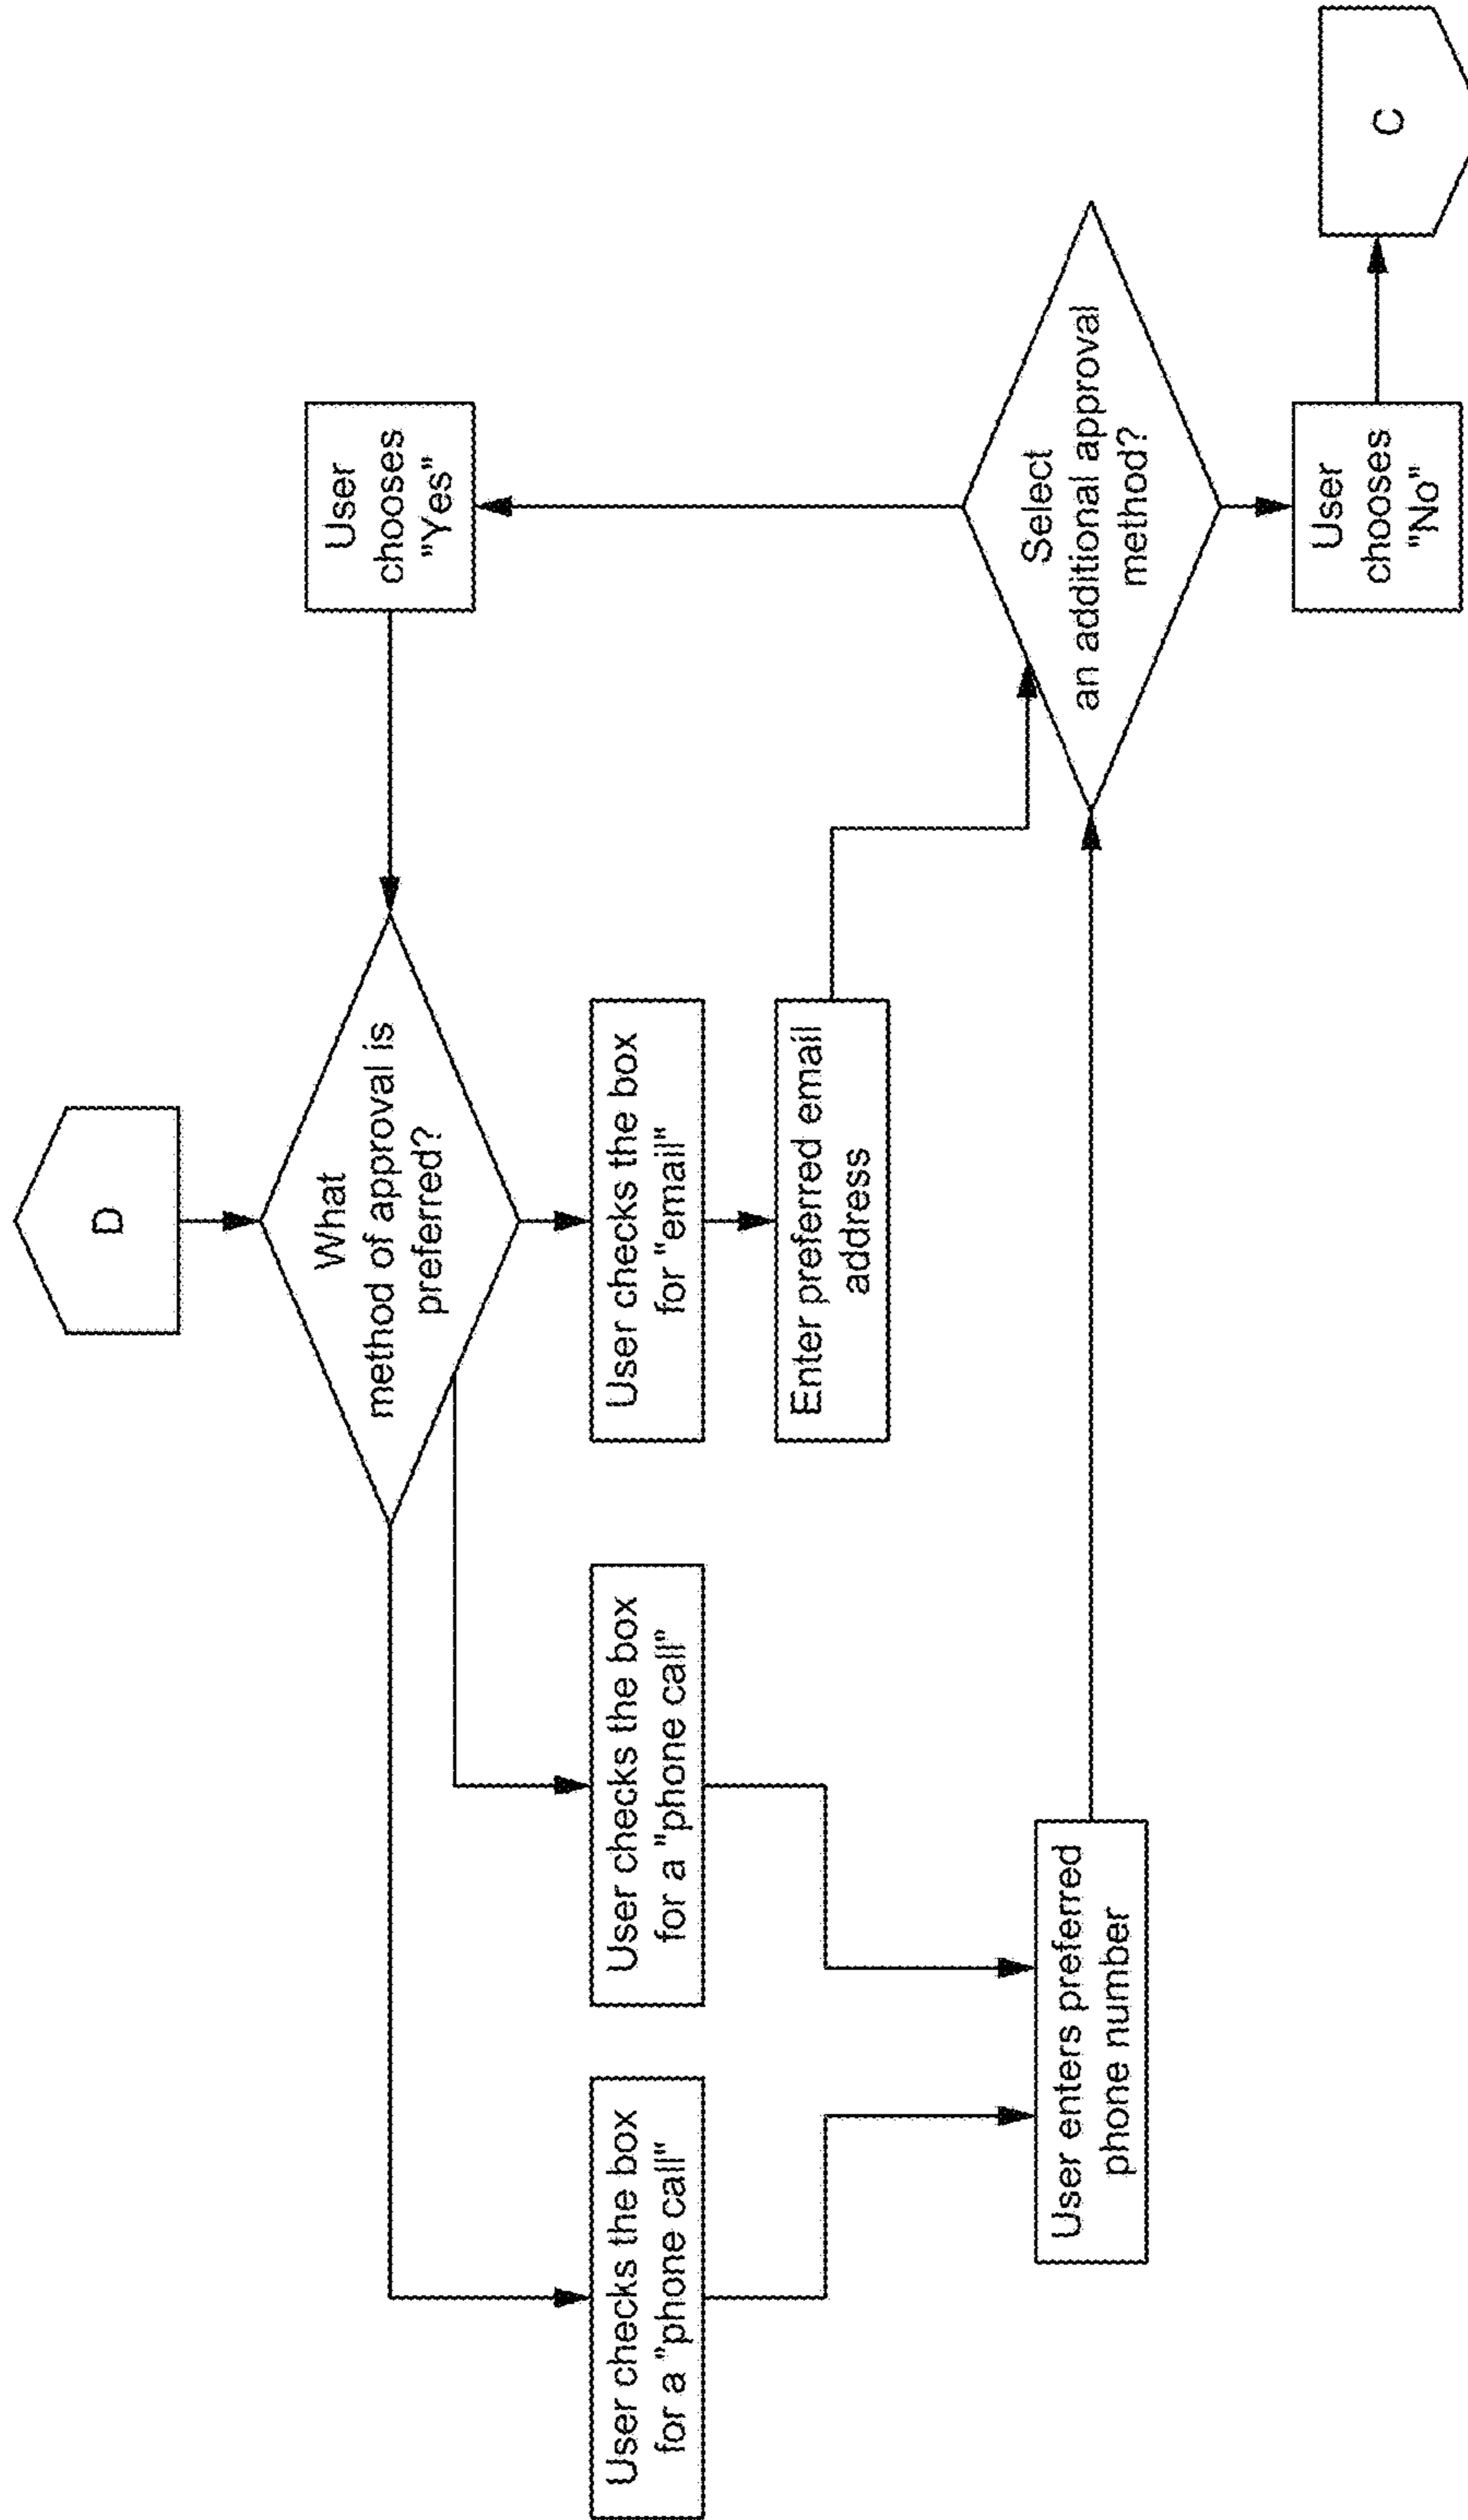 D
What
method of approval is
preferred?
User
chooses
"Yes"
User checks the box
for a "phone call"
User checks the box
for a "phone call"
User checks the box
for "email"
Enter preferred email
address
User enters preferred
phone number
Select
an additional approval
method?
User
chooses
"No"
C